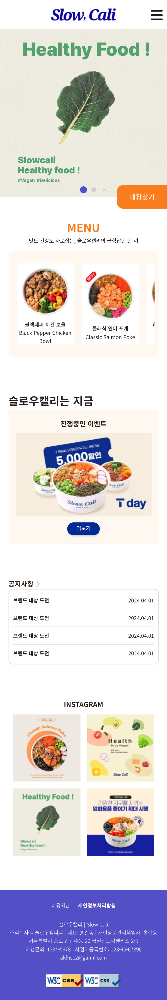 Slow, Cali
Healthy Food !
Slowcali
Healthy food !
#Vegan #Delicious
매장찾기
MENU
맛도 건강도 사로잡는, 슬로우캘리의 균형잡힌 한 끼
BEST
블랙페퍼 치킨 보울
Black Pepper Chicken
Bowl
클래식 연어 포케
Classic Salmon Poke
슬로우캘리는 지금
진행중인 이벤트
T 멤버십 고객이면 누구나 사용가능
5,000할인
Slow, Cali
T day
더보기
공지사항
브랜드 대상 도전 2024.04.01
브랜드 대상 도전 2024.04.01
브랜드 대상 도전 2024.04.01
브랜드 대상 도전 2024.04.01
INSTAGRAM
Slow Cali
Classic Salmon Poke
Health
#tasty #vegan
Slow, Cali
Healthy Food !
Slowcali
Healthy food !
#Vegan #Delicious
11월 24일 시행
건강한 지구를 지키는
일회용품 줄이기 확대 시행
Slow, Cali
이용약관 개인정보처리방침
슬로우캘리 | Slow Cali
주식회사 더슬로우컴퍼니 | 대표: 홍길동 | 개인정보관리책임자: 홍길동
서울특별시 종로구 관수동 20 국일관드림팰리스 2층
가맹문의: 1234-5678 | 사업자등록번호: 123-45-67890
akfhs12@gamil.com
W3C css W3C css